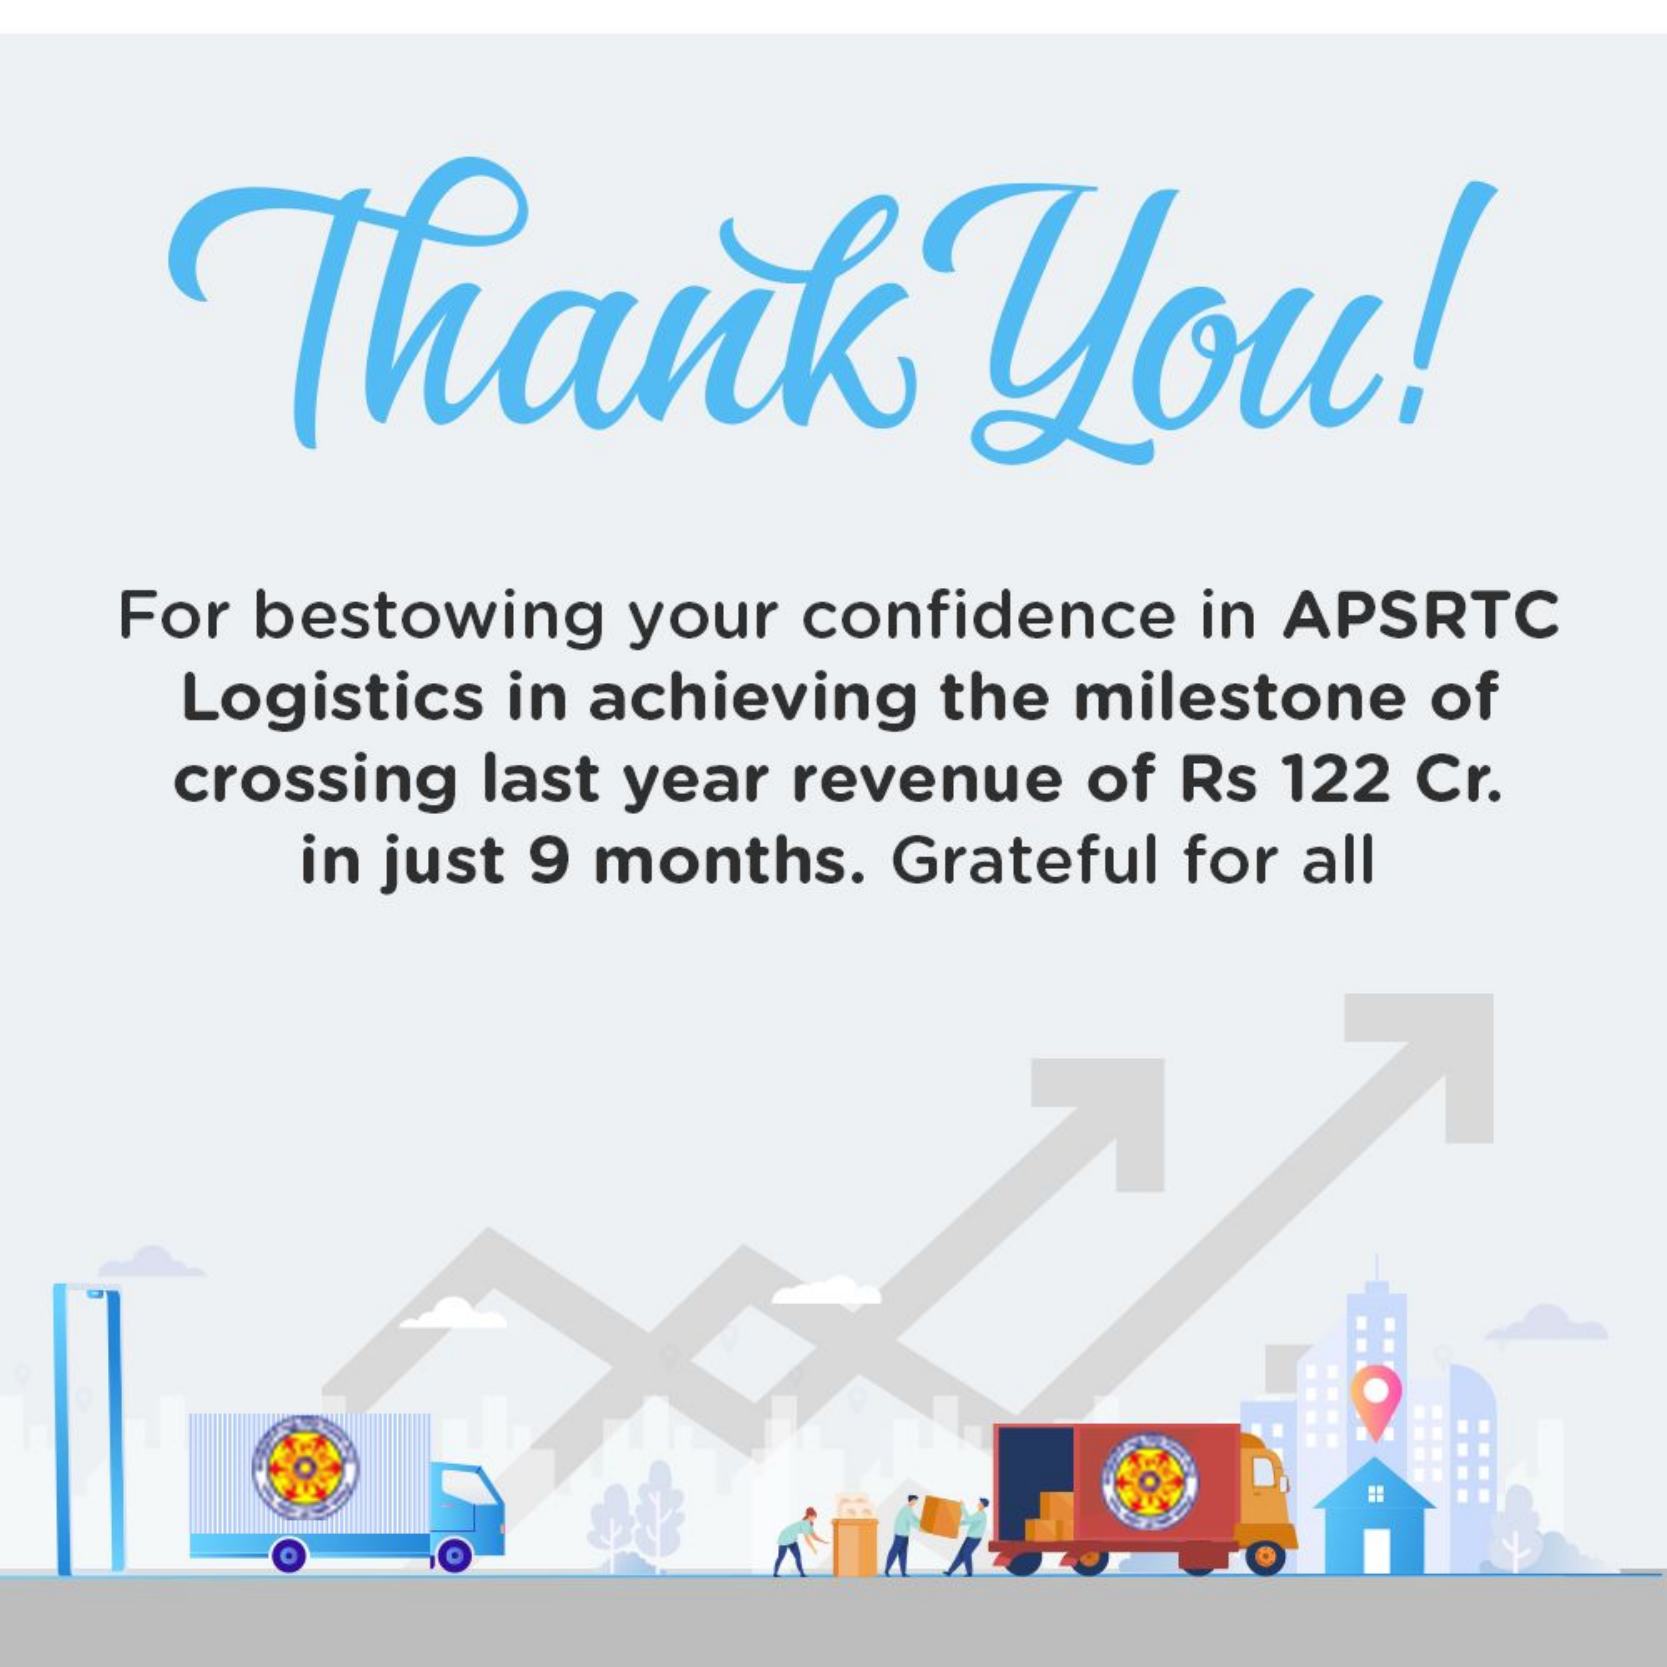 Thank You!
For bestowing your confidence in APSRTC
Logistics in achieving the milestone of
crossing last year revenue of Rs 122 Cr.
in just 9 months. Grateful for all